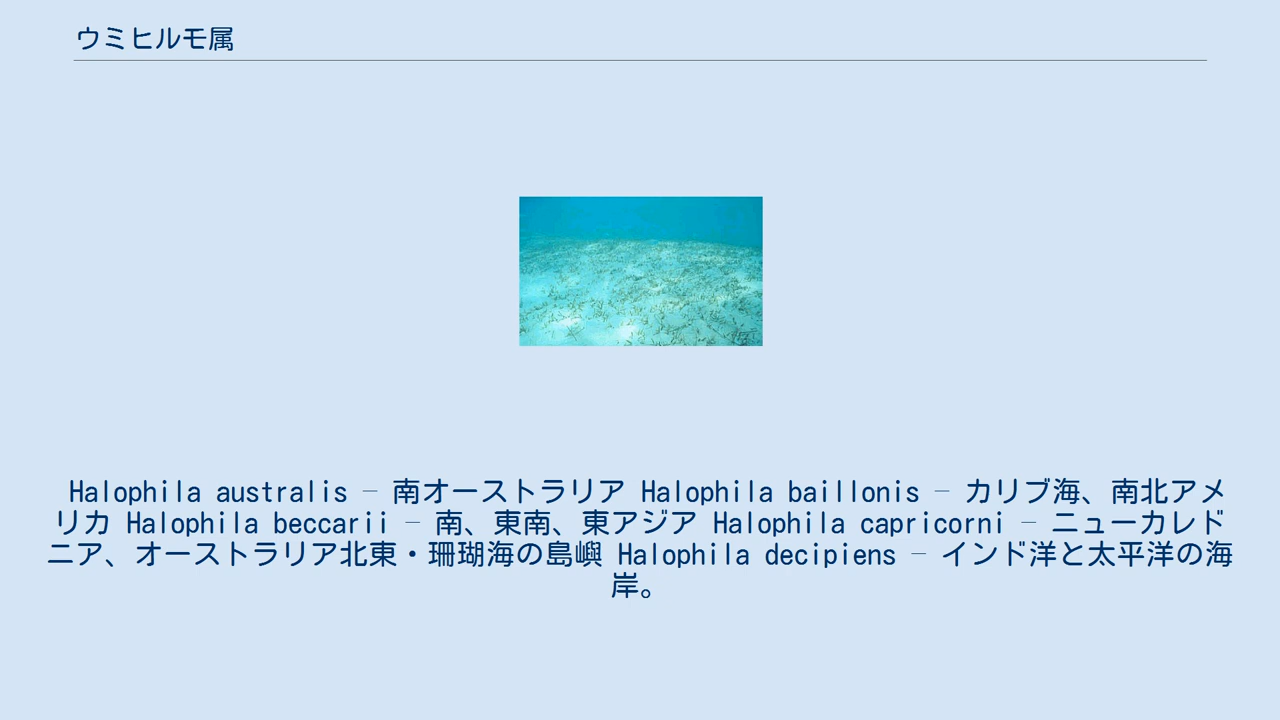 ウミヒルモ属
Halophila australis – 南オーストラリア Halophila baillonis – カリブ海、南北アメ
リカ Halophila beccarii – 南、東南、東アジア Halophila capricorni – ニューカレド
ニア、オーストラリア北東・珊瑚海の島嶼 Halophila decipiens – インド洋と太平洋の海
岸。